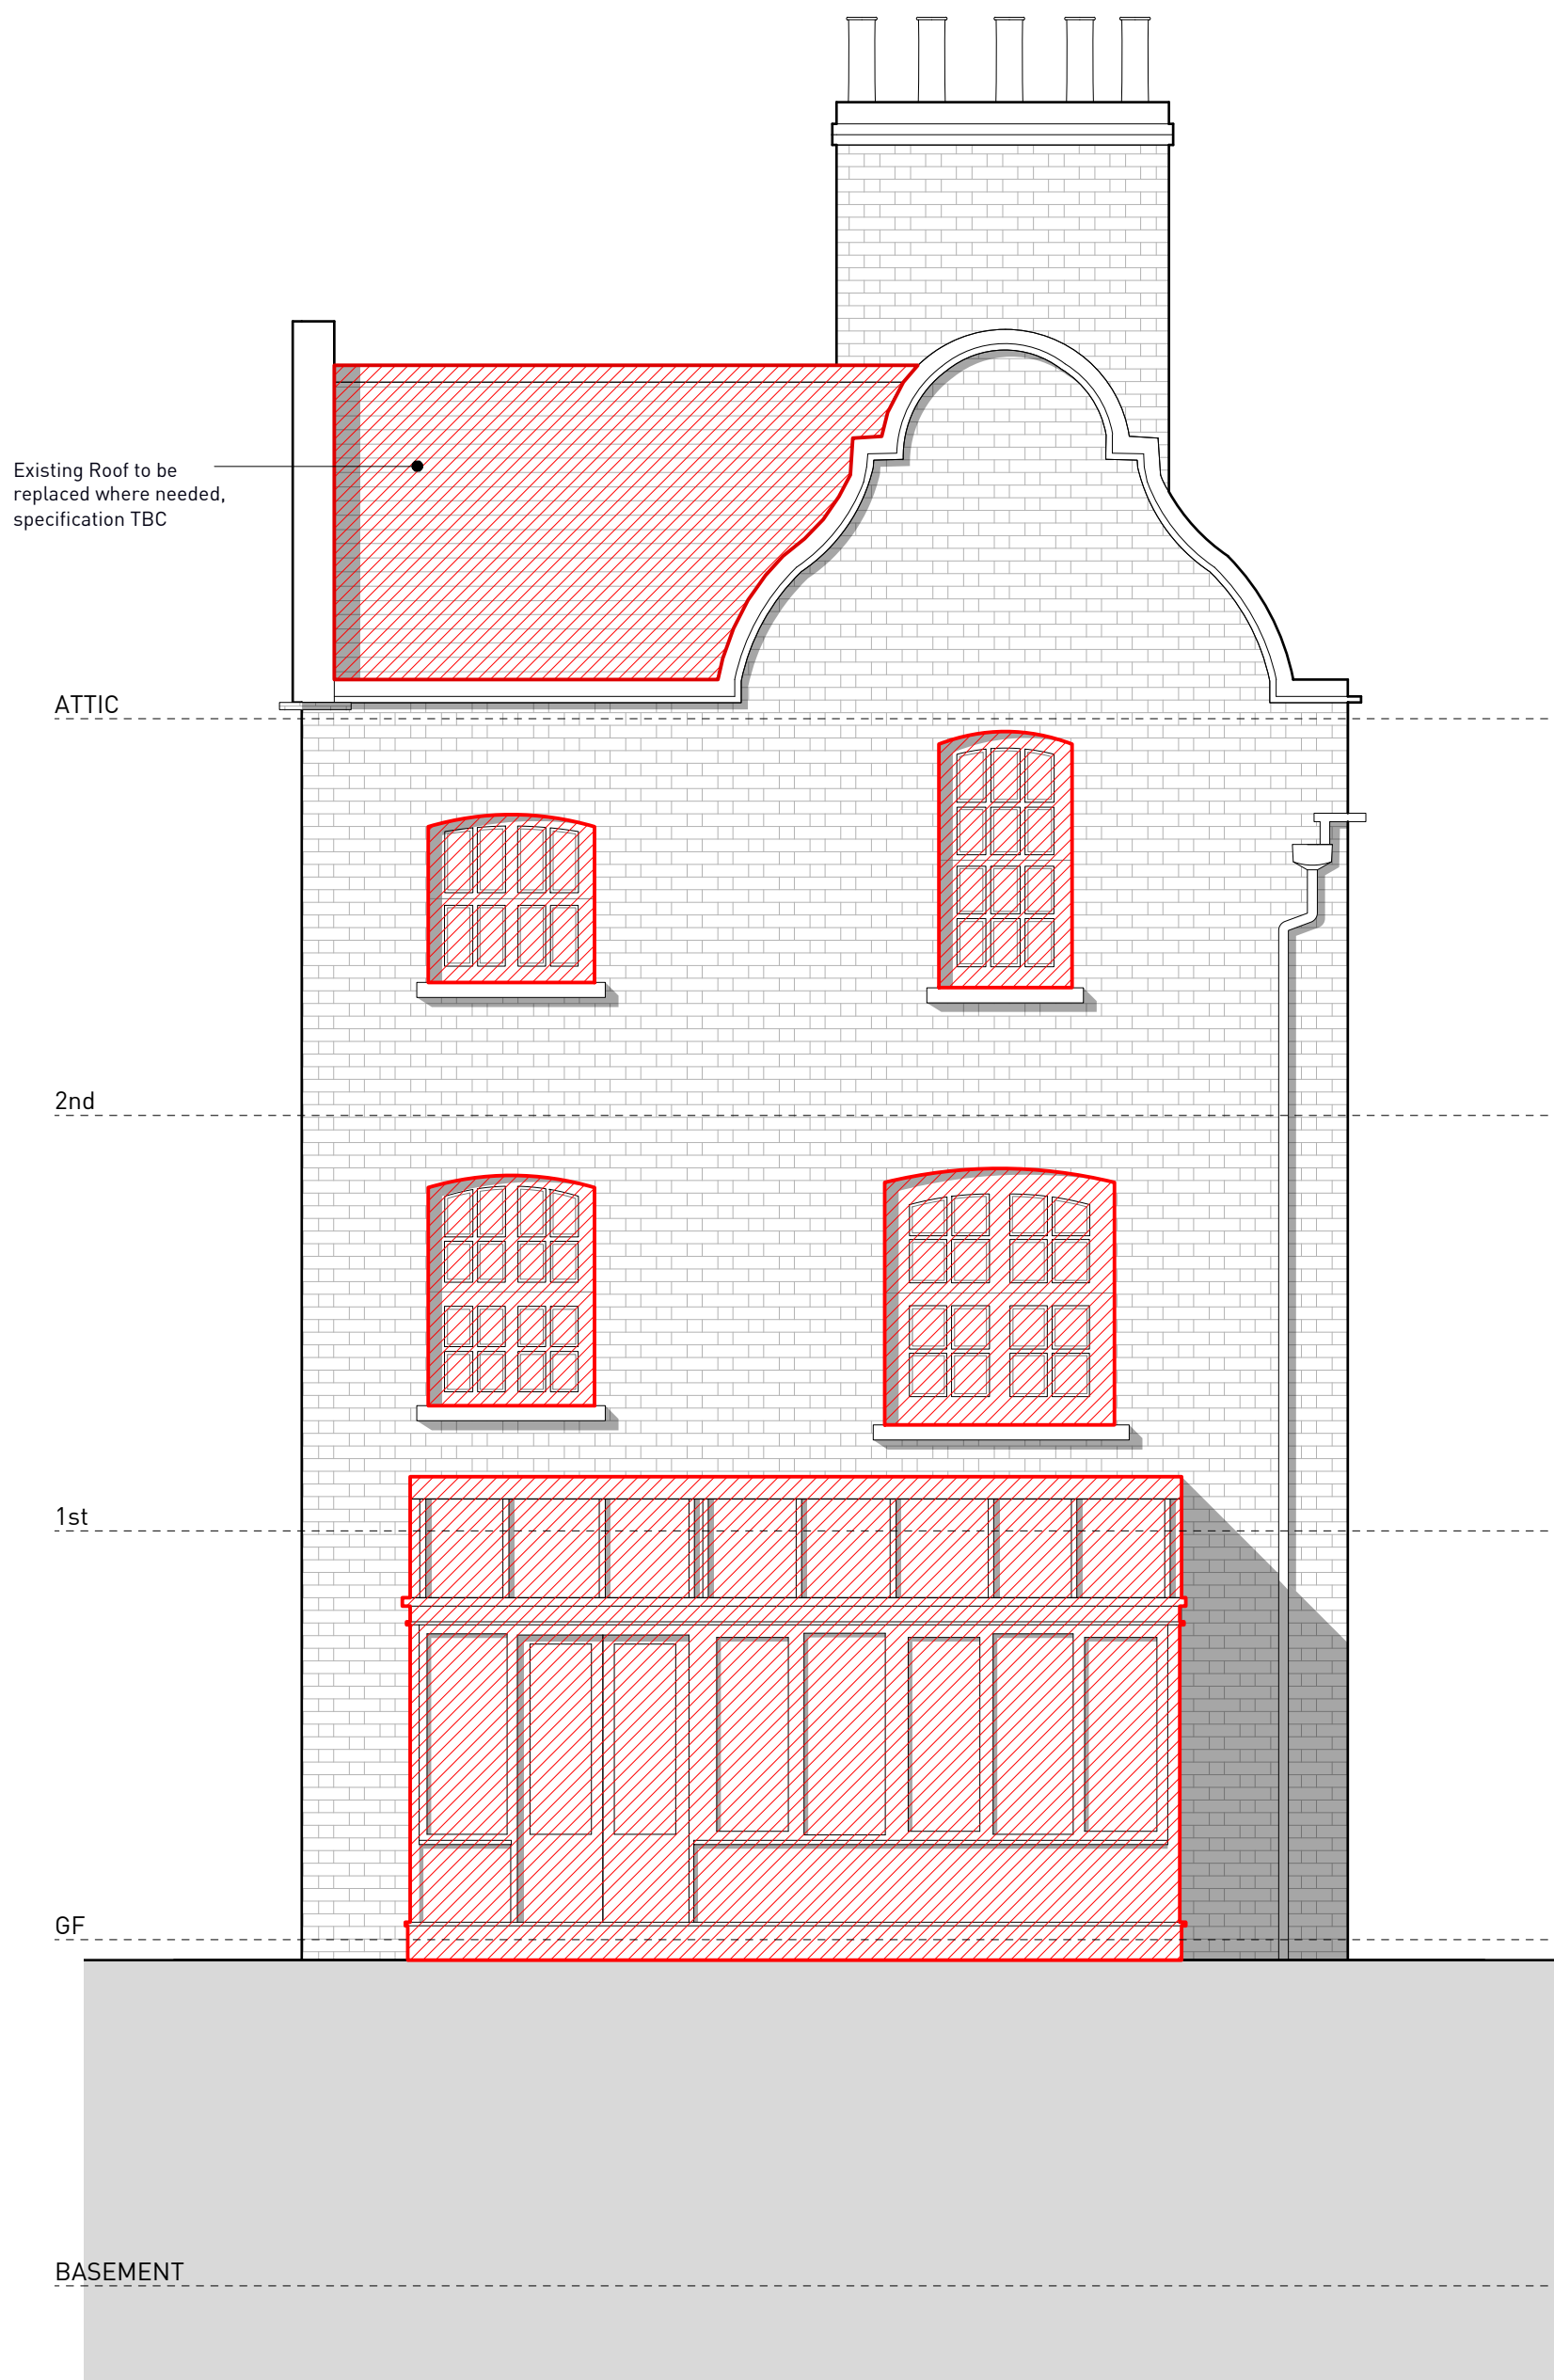 Existing Roof to be
replaced where needed,
specification TBC
ATTIC
2nd
1st
GF
BASEMENT